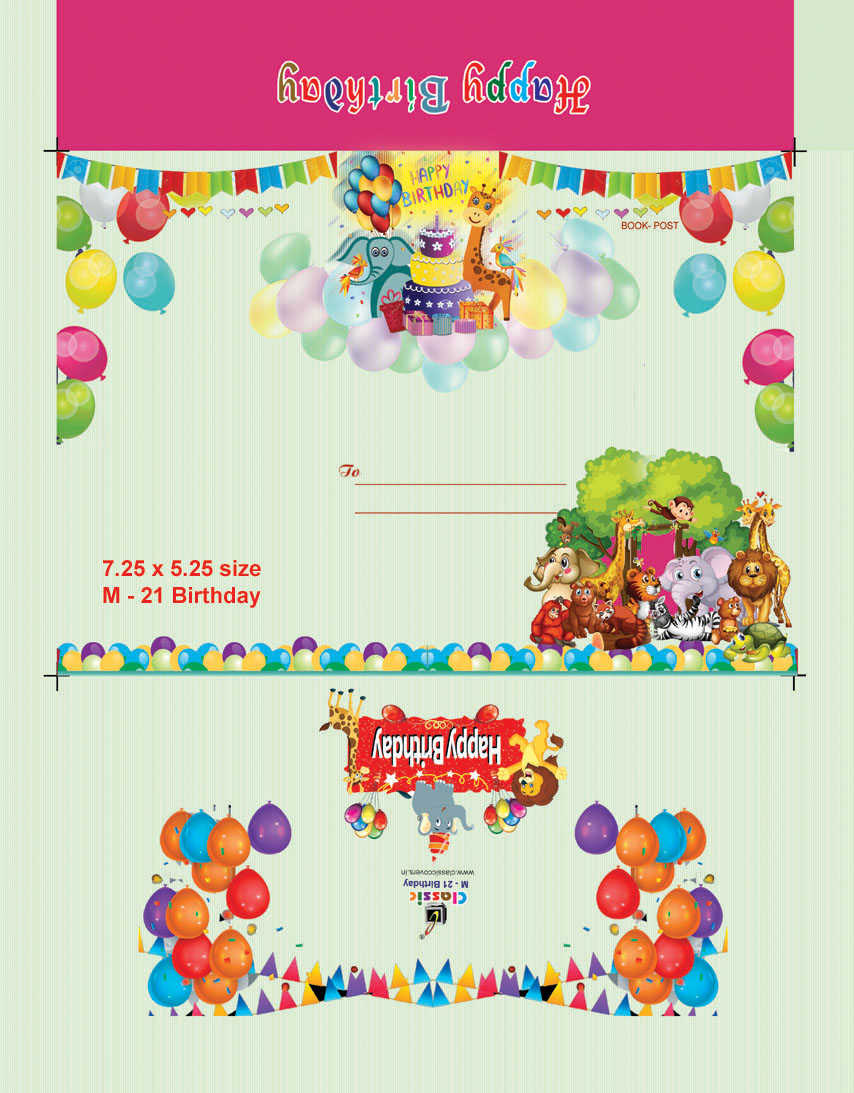 Happy Birthday
HAPPY
BIRTHDAY
BOOK- POST
To
7.25 x 5.25 size
M - 21 Birthday
Happy Brithday
www.classiccovers.in
M - 21 Birthday
Classic
®